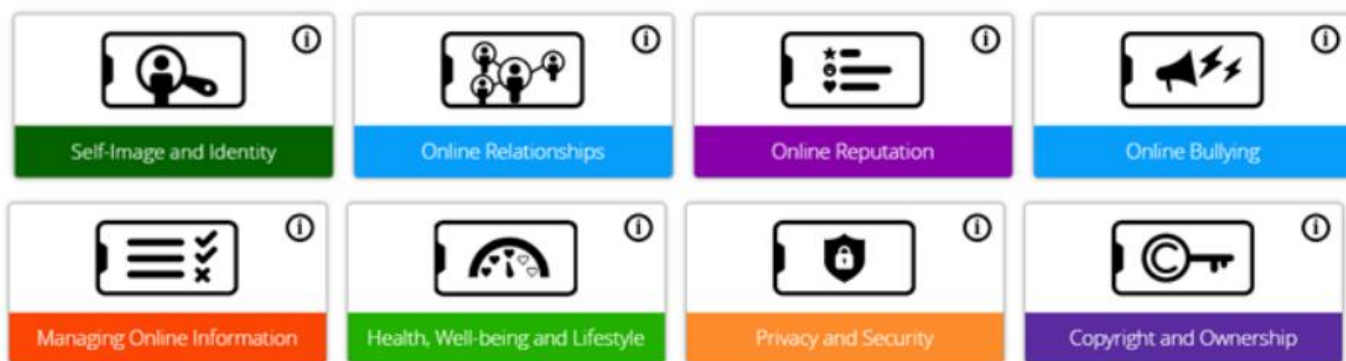 Self-Image and Identity
Online Relationships
Online Reputation
Online Bullying
Managing Online Information
Health, Well-being and Lifestyle
Privacy and Security
Copyright and Ownership